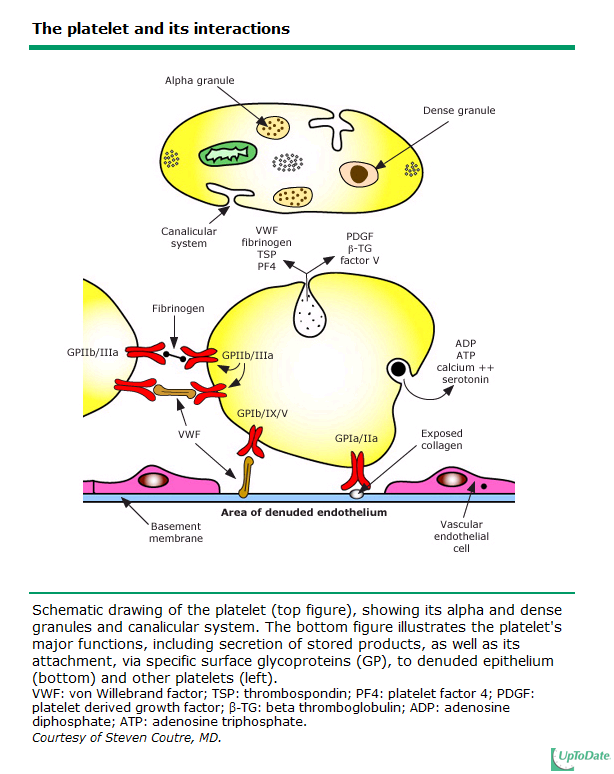 The platelet and its interactions
Alpha granule
Dense granule
Canalicular
system
VWF
fibrinogen
TSP
PF4
PDGF
β-TG
factor V
Fibrinogen
GPIIb/IIIa
GPIIb/IIIa
ADP
ATP
calcium ++
serotonin
GPIb/IX/V
VWF
GPIa/IIa
Exposed
collagen
Area of denuded endothelium
Basement
membrane
Vascular
endothelial
cell
Schematic drawing of the platelet (top figure), showing its alpha and dense
granules and canalicular system. The bottom figure illustrates the platelet's
major functions, including secretion of stored products, as well as its
attachment, via specific surface glycoproteins (GP), to denuded epithelium
(bottom) and other platelets (left).
VWF: von Willebrand factor; TSP: thrombospondin; PF4: platelet factor 4; PDGF:
platelet derived growth factor; β-TG: beta thromboglobulin; ADP: adenosine
diphosphate; ATP: adenosine triphosphate.
Courtesy of Steven Coutre, MD.
UpToDate